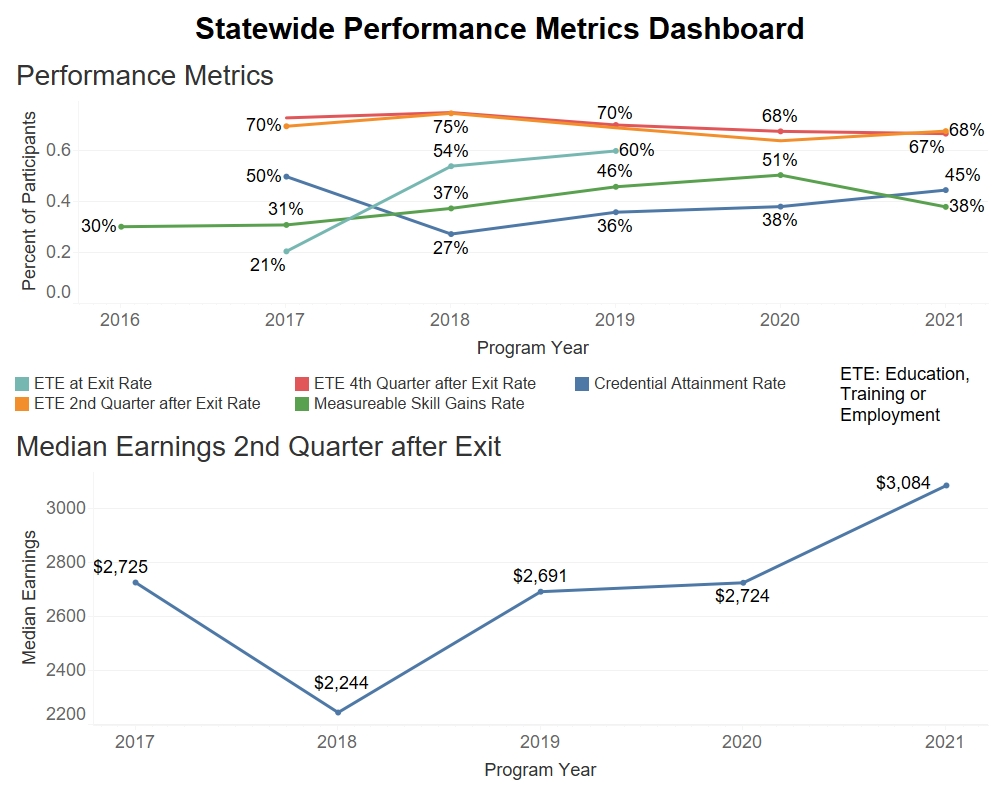 Statewide Performance Metrics Dashboard
Performance Metrics
Percent of Participants
0.6
0.4
0.2
0.0
70%
75%
70%
68%
68%
67%
54%
60%
50%
46%
51%
45%
30%
31%
37%
38%
21%
27%
36%
38%
2016 2017 2018 2019 2020 2021
Program Year
ETE at Exit Rate
ETE 4th Quarter after Exit Rate
Credential Attainment Rate
ETE 2nd Quarter after Exit Rate
Measureable Skill Gains Rate
ETE: Education,
Training or
Employment
Median Earnings 2nd Quarter after Exit
Median Earnings
3000
2800
2600
2400
2200
$2,725
$2,244
$2,691
$2,724
$3,084
2017 2018 2019 2020 2021
Program Year